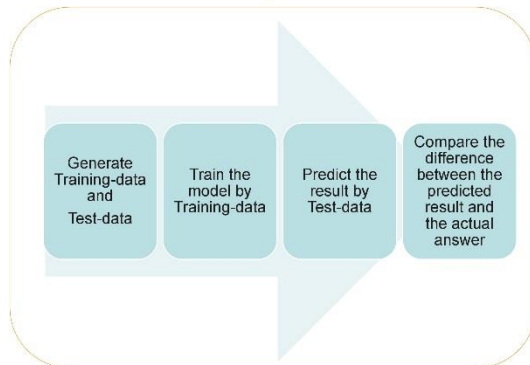 Generate
Training-data
and
Test-data
Train the
model by
Training-data
Predict the
result by
Test-data
Compare the
difference
between the
predicted
result and
the actual
answer